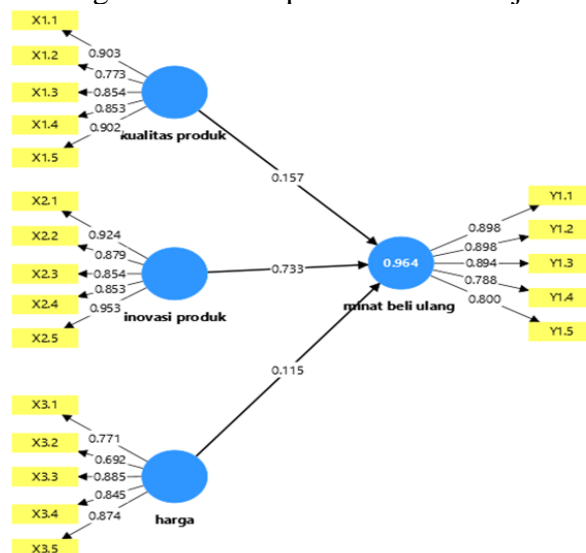 X1.1
X1.2
X1.3
X1.4
X1.5
0.903
0.773
0.854
0.853
0.902
kualitas produk
0.157
X2.1
X2.2
X2.3
X2.4
X2.5
0.924
0.879
0.854
0.853
0.953
inovasi produk
0.733
X3.1
X3.2
X3.3
X3.4
X3.5
0.771
0.692
0.885
0.845
0.874
harga
0.115
0.964
minat beli ulang
0.898
0.898
0.894
0.788
0.800
Y1.1
Y1.2
Y1.3
Y1.4
Y1.5